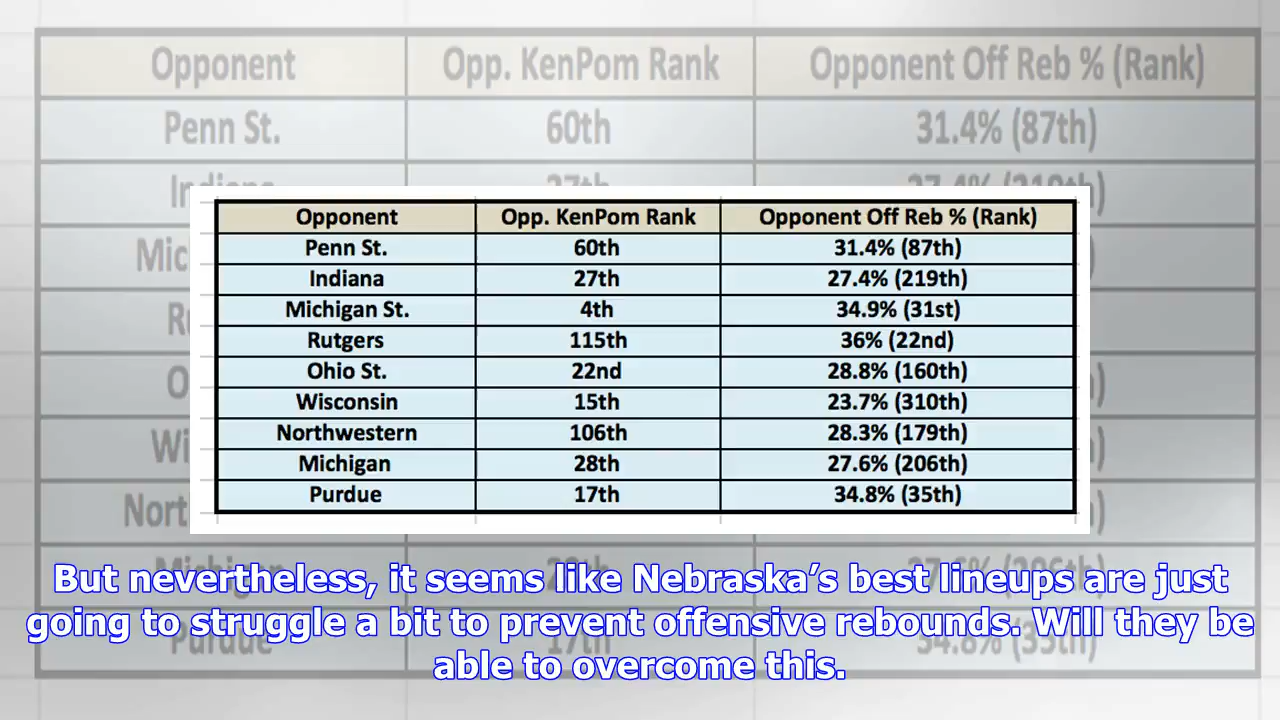 Opponent Opp. KenPom Rank Opponent Off Reb % (Rank)
Penn St. 60th 31.4% (87th)
Opponent Opp. KenPom Rank Opponent Off Reb % (Rank)
Penn St. 60th 31.4% (87th)
Indiana 27th 27.4% (219th)
Michigan St. 4th 34.9% (31st)
Rutgers 115th 36% (22nd)
Ohio St. 22nd 28.8% (160th)
Wisconsin 15th 23.7% (310th)
Northwestern 106th 28.3% (179th)
Michigan 28th 27.6% (206th)
Purdue 17th 34.8% (35th)
But nevertheless, it seems like Nebraska’s best lineups are just
going to struggle a bit to prevent offensive rebounds. Will they be
able to overcome this.